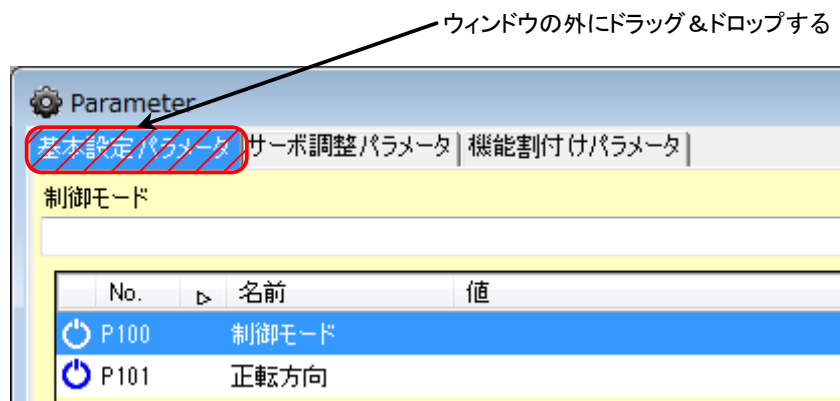 ウィンドウの外にドラッグ＆ドロップする
Parameter
基本設定パラメータ サーボ調整パラメータ 機能割付けパラメータ
制御モード
No. 名前 値
P100 制御モード
P101 正転方向